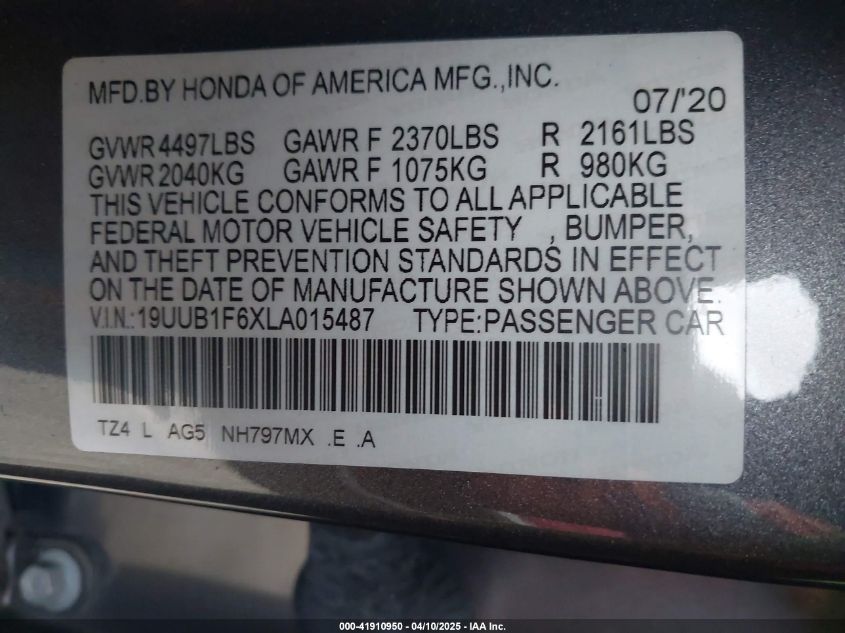 MFD.BY HONDA OF AMERICA MFG.,INC.
07/'20
GVWR 4497LBS GAWR F 2370LBS R 2161LBS
GVWR 2040KG GAWR F 1075KG R 980KG
THIS VEHICLE CONFORMS TO ALL APPLICABLE
FEDERAL MOTOR VEHICLE SAFETY , BUMPER,
AND THEFT PREVENTION STANDARDS IN EFFECT
ON THE DATE OF MANUFACTURE SHOWN ABOVE.
V.I.N.:19UUB1F6XLA015487 TYPE:PASSENGER CAR
TZ4 L AG5 NH797MX .E .A
000-41910950 - 04/10/2025 - IAA Inc.